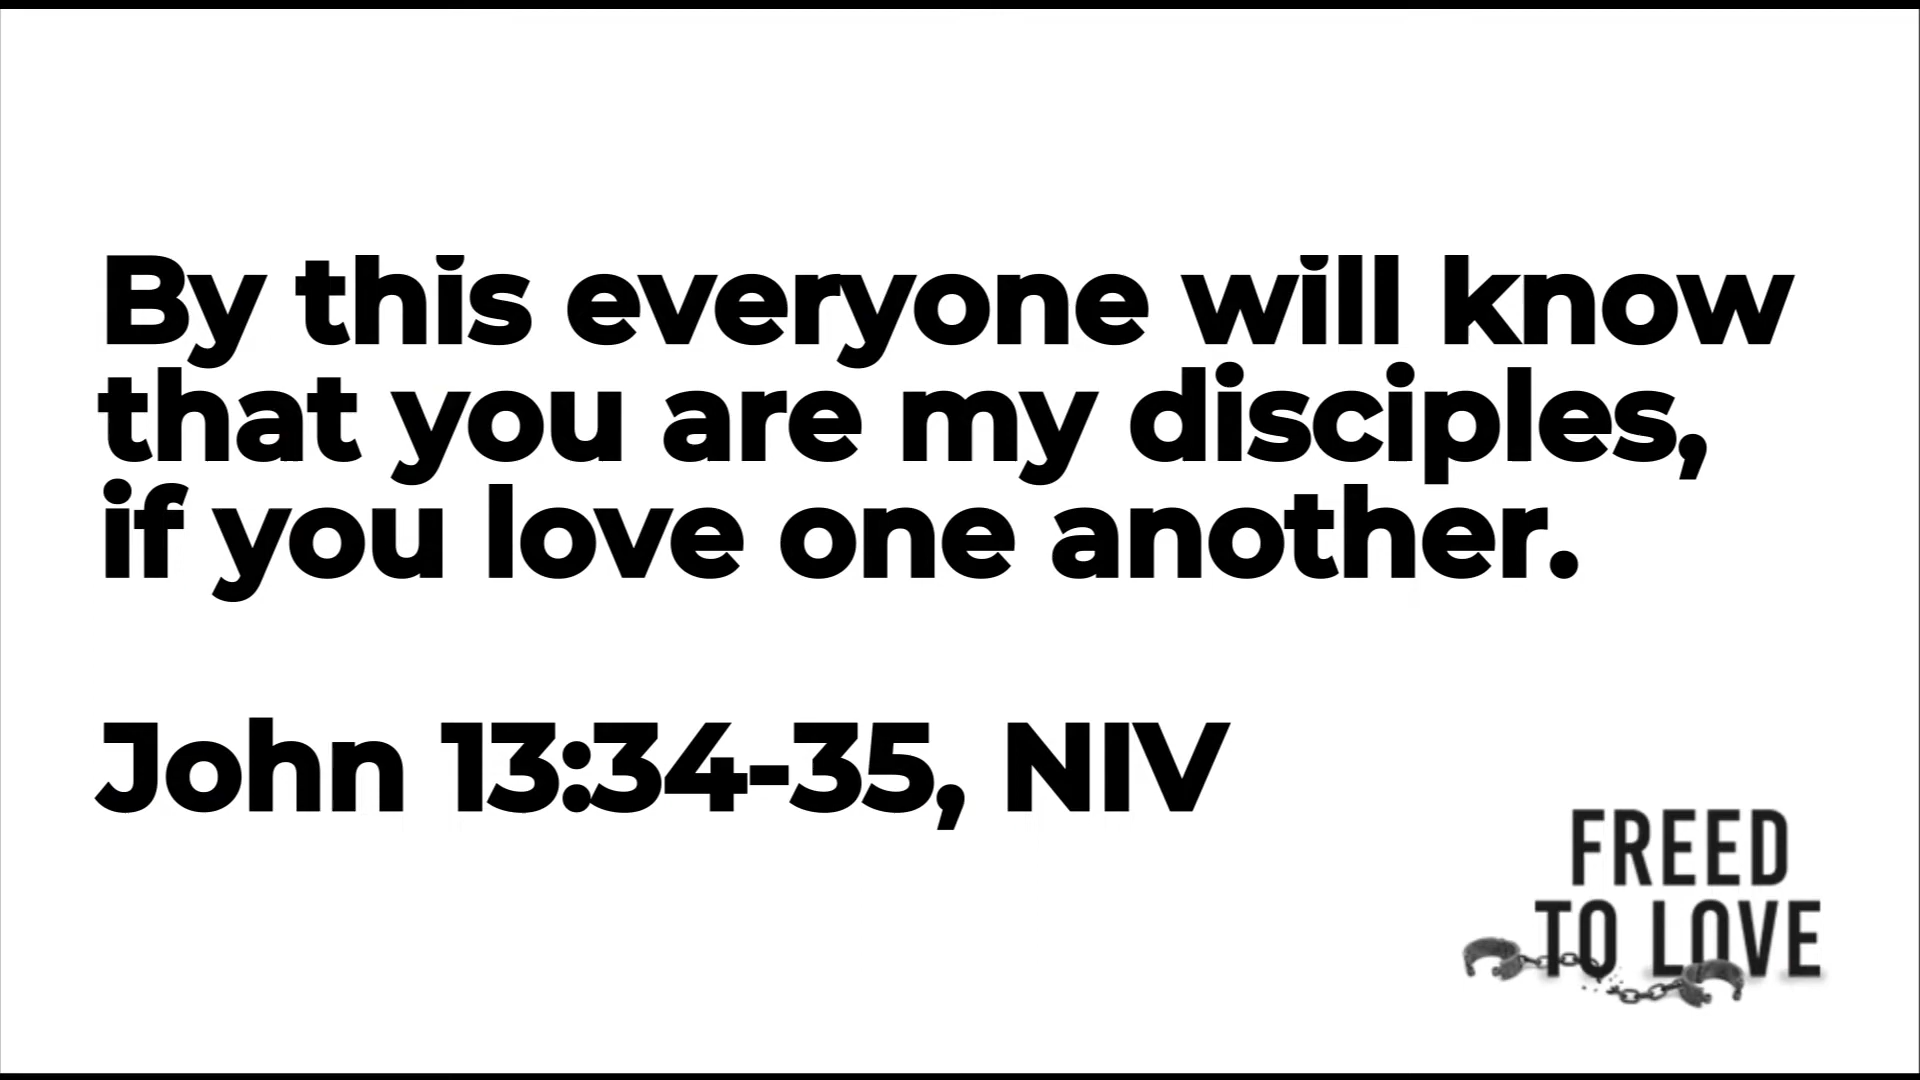 By this everyone will know
that you are my disciples,
if you love one another.
John 13:34-35, NIV
FREED
TO LOVE